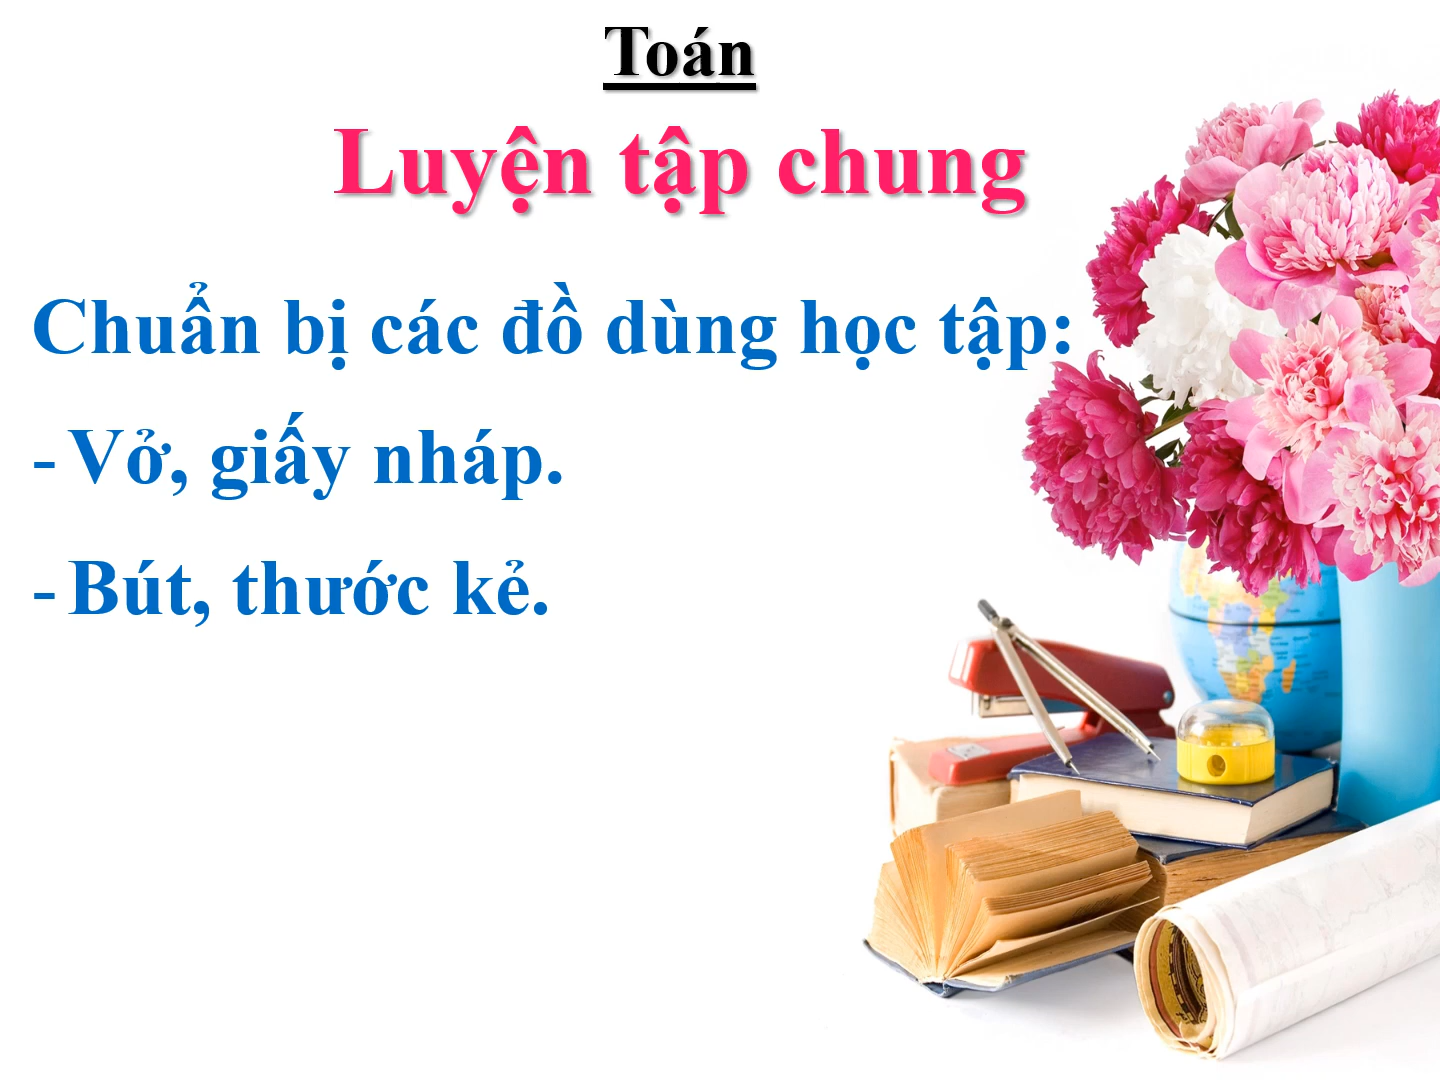 Toán
Luyện tập chung
Chuẩn bị các đồ dùng học tập:
- Vở, giấy nháp.
- Bút, thước kẻ.